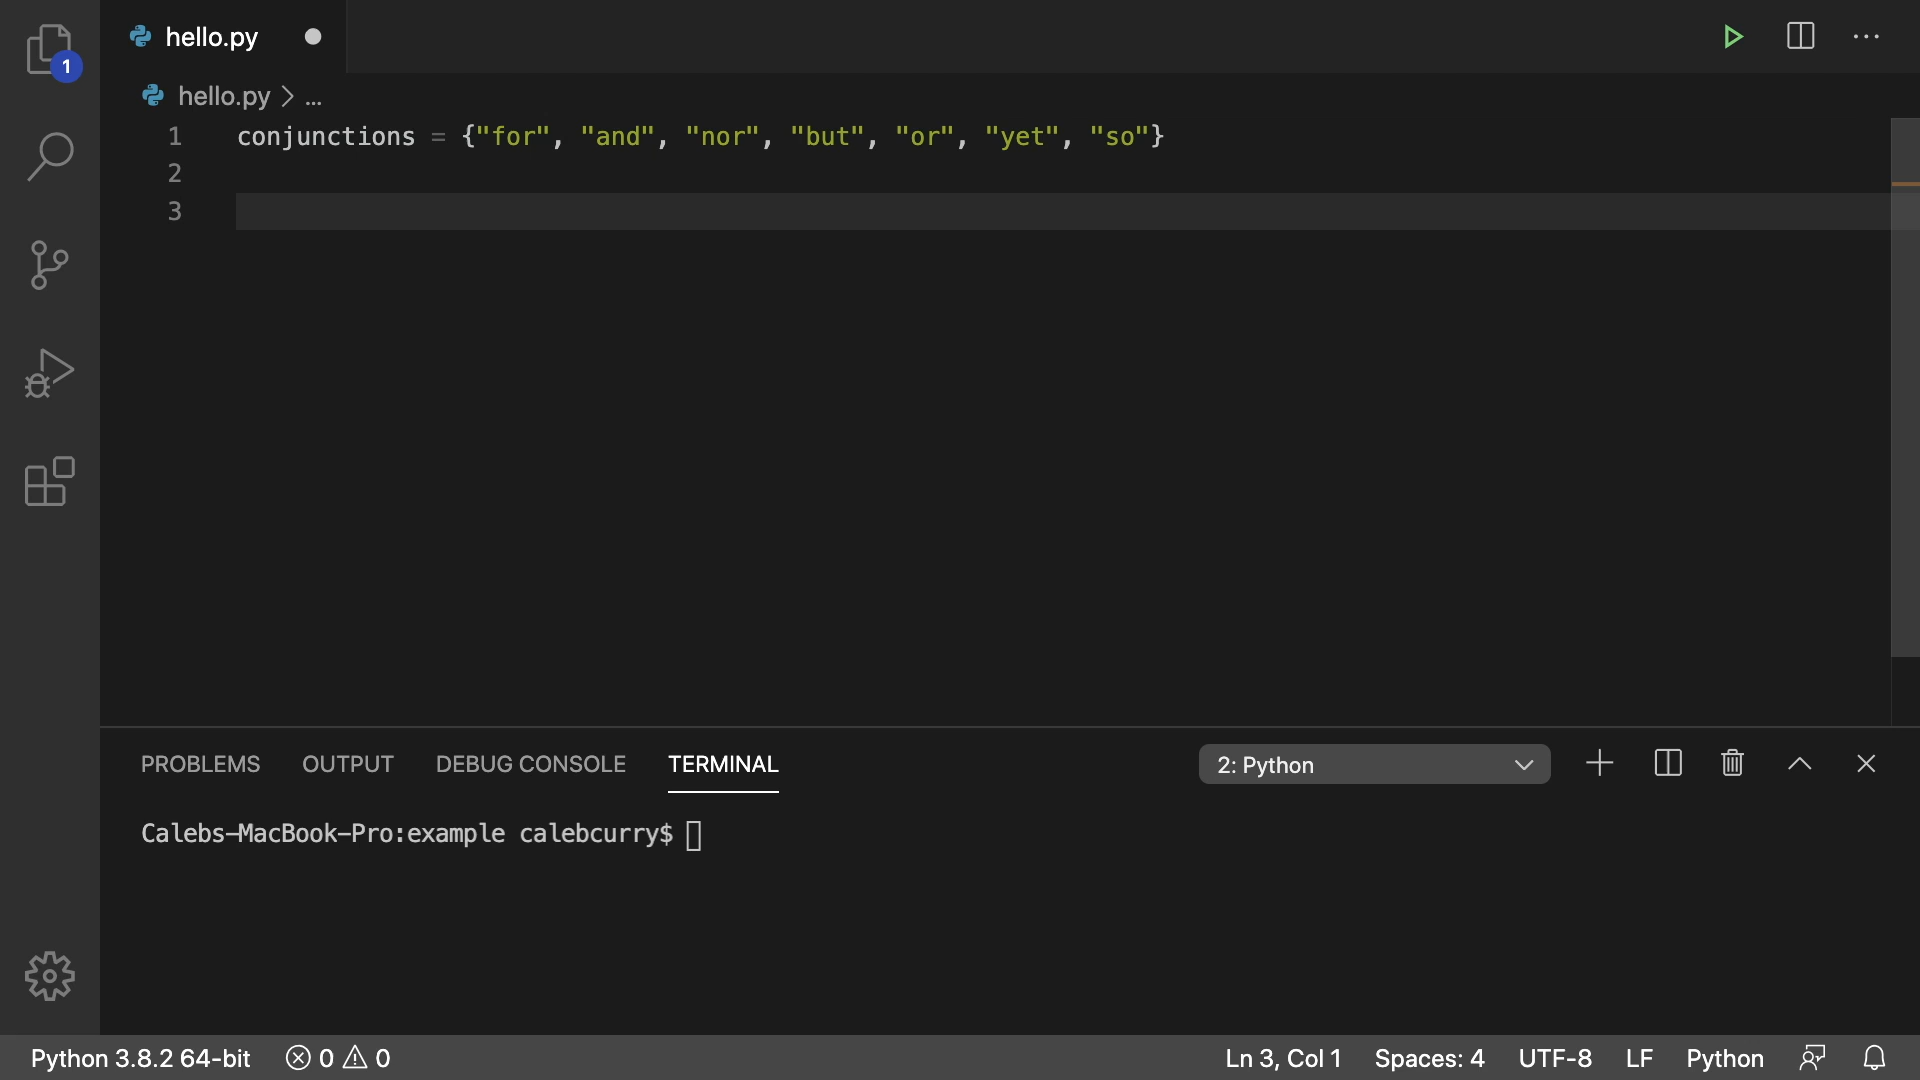 1
hello.py
hello.py > ...
1 conjunctions = {"for", "and", "nor", "but", "or", "yet", "so"}
2
3
PROBLEMS OUTPUT DEBUG CONSOLE TERMINAL 2: Python
Calebs-MacBook-Pro:example calebcurry$
Python 3.8.2 64-bit 0 0 Ln 3, Col 1 Spaces: 4 UTF-8 LF Python